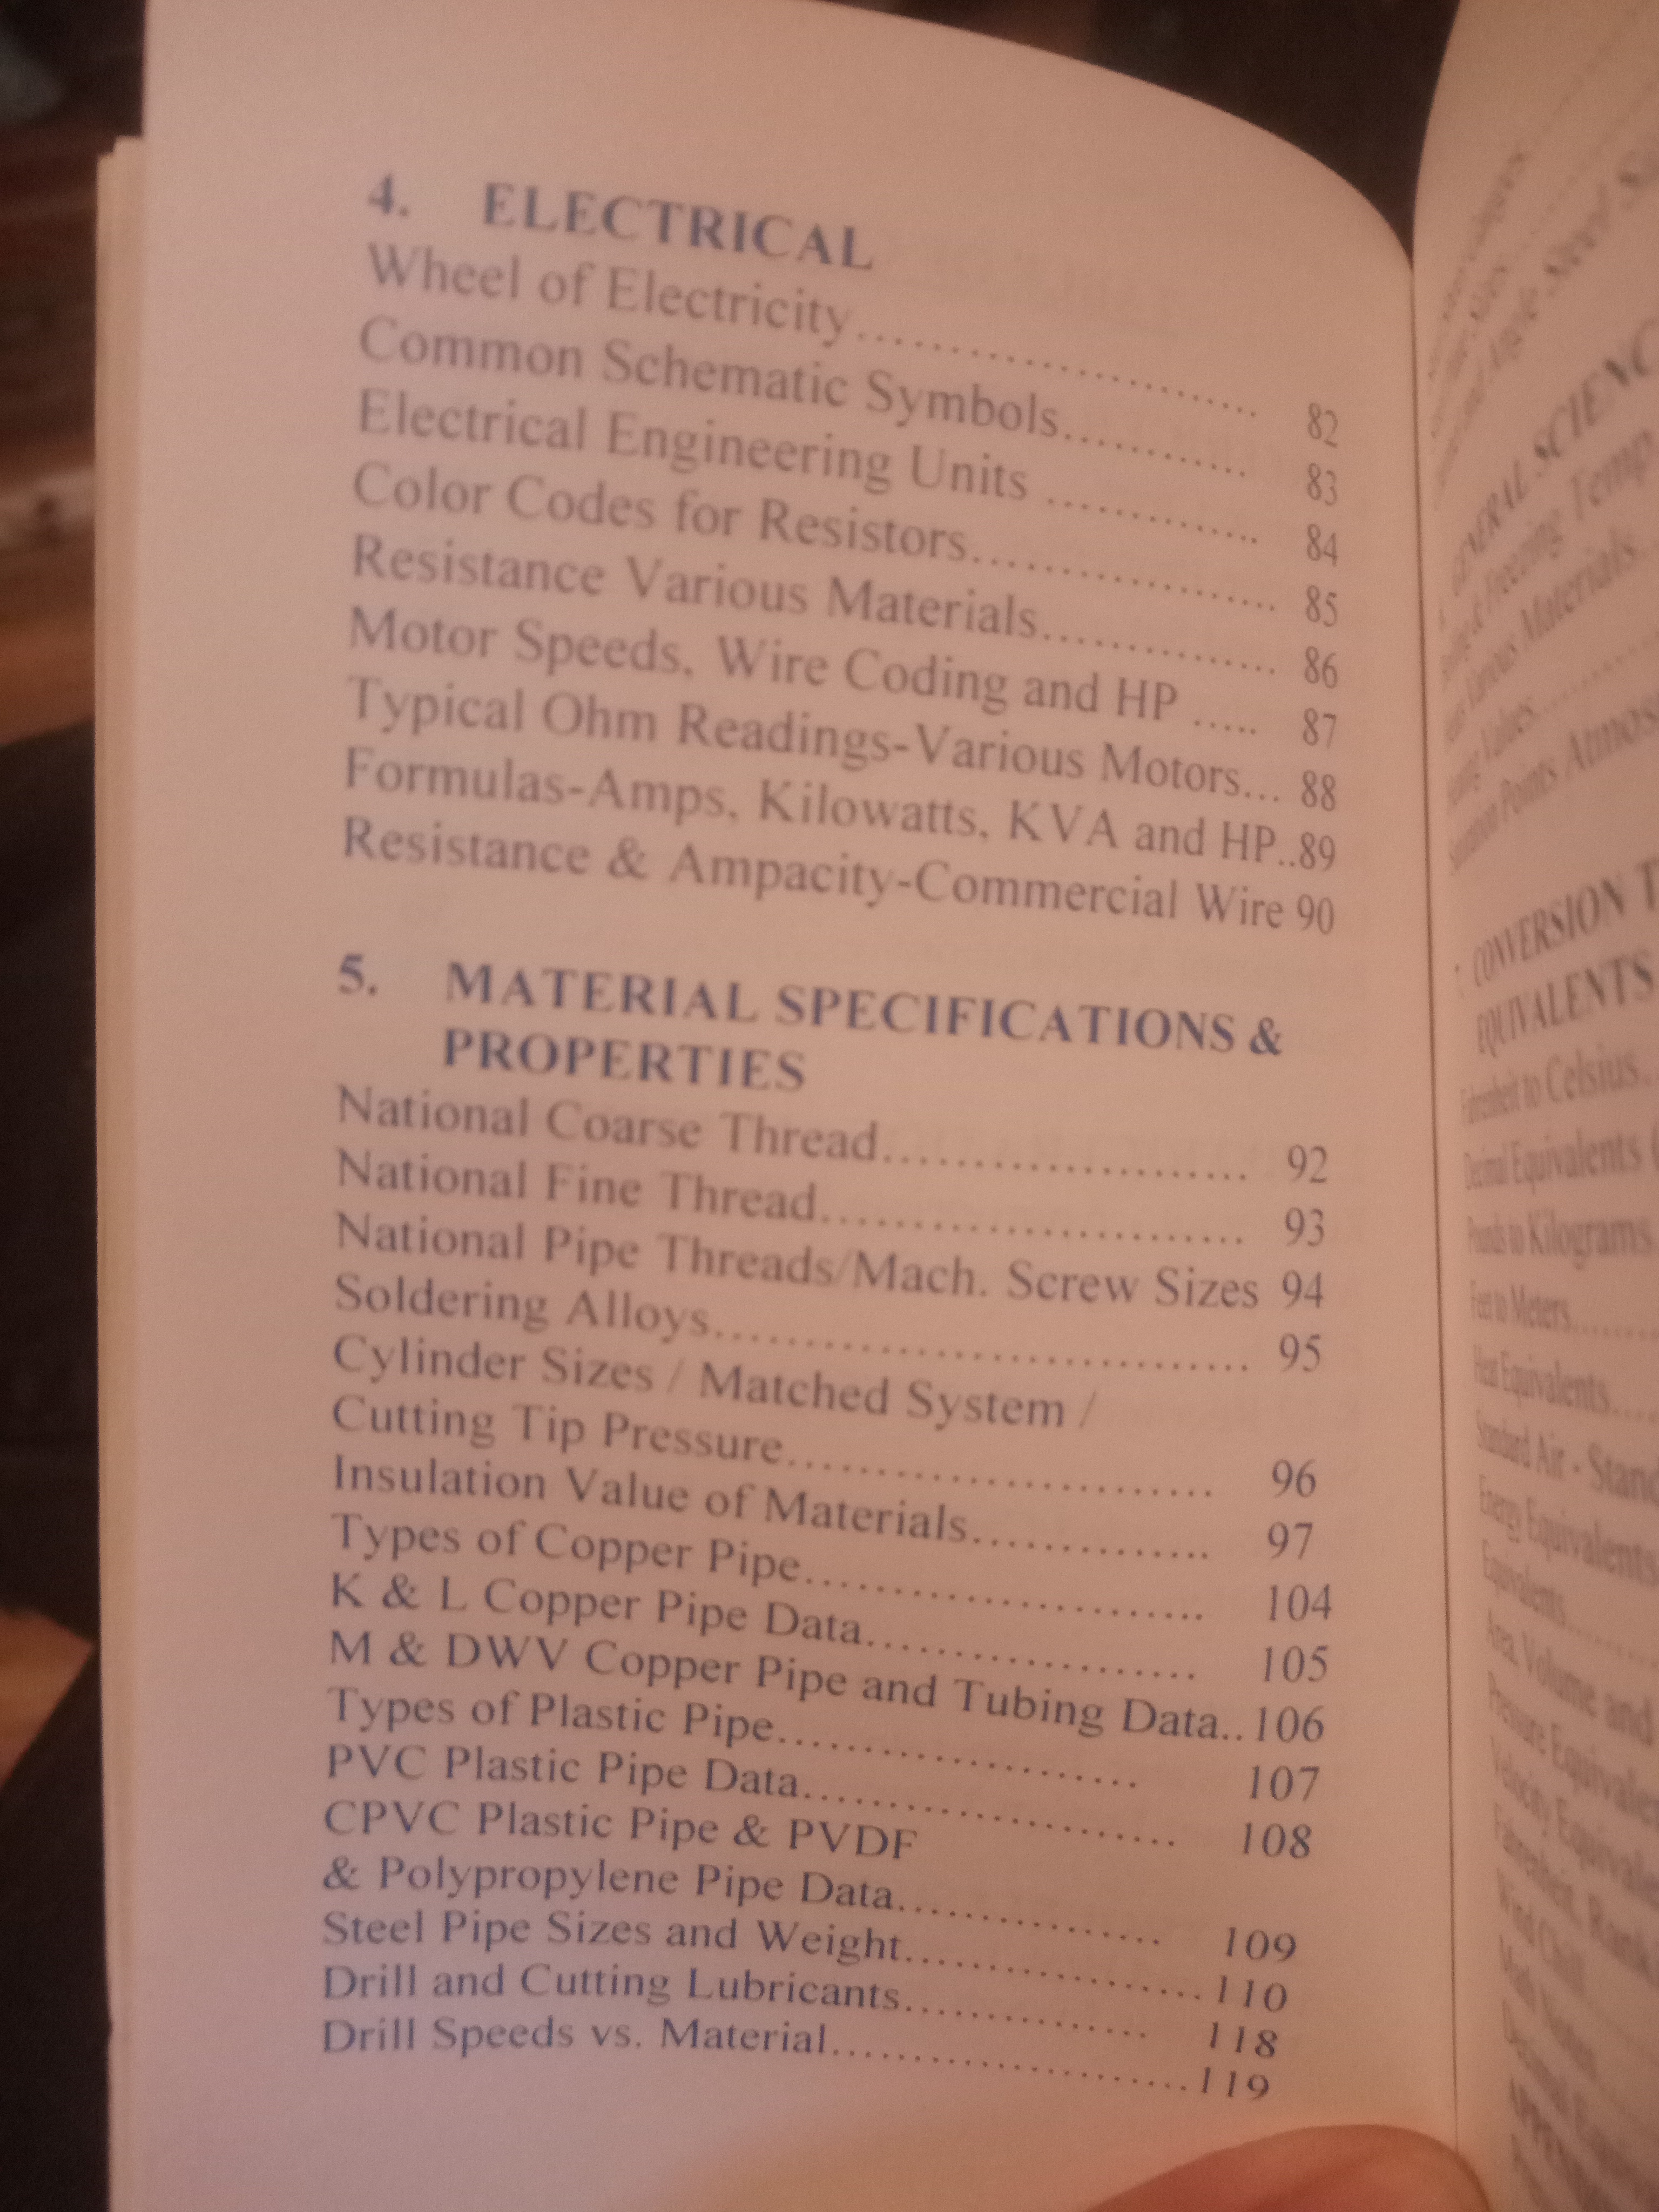 4. ELECTRICAL
Wheel of Electricity........................ 82
Common Schematic Symbols............ 83
Electrical Engineering Units ............. 84
Color Codes for Resistors.................. 85
Resistance Various Materials.............. 86
Motor Speeds, Wire Coding and HP ..... 87
Typical Ohm Readings-Various Motors... 88
Formulas-Amps, Kilowatts, KVA and HP..89
Resistance & Ampacity-Commercial Wire 90
5. MATERIAL SPECIFICATIONS &
PROPERTIES
National Coarse Thread...................... 92
National Fine Thread......................... 93
National Pipe Threads/Mach. Screw Sizes 94
Soldering Alloys............................... 95
Cylinder Sizes / Matched System /
Cutting Tip Pressure......................... 96
Insulation Value of Materials.............. 97
Types of Copper Pipe........................ 104
K & L Copper Pipe Data.................... 105
M & DWV Copper Pipe and Tubing Data..106
Types of Plastic Pipe..................... 107
PVC Plastic Pipe Data...................... 108
CPVC Plastic Pipe & PVDF
& Polypropylene Pipe Data................ 109
Steel Pipe Sizes and Weight..................110
Drill and Cutting Lubricants............... 118
Drill Speeds vs. Material......................119
GENERAL SCIENC
& Freezing Temp
Various Materials
Values
Points Atmos
CONVERSION T
EQUIVALENTS
Fahrenheit to Celsius
Decimal Equivalents (
Pounds to Kilograms
Feet to Meters
Heat Equivalents
Standard Air - Stand
Energy Equivalents
Equivalents
Area, Volume and
Pressure Equivale
Velocity Equivale
Fahrenheit, Rank
Wind Chill